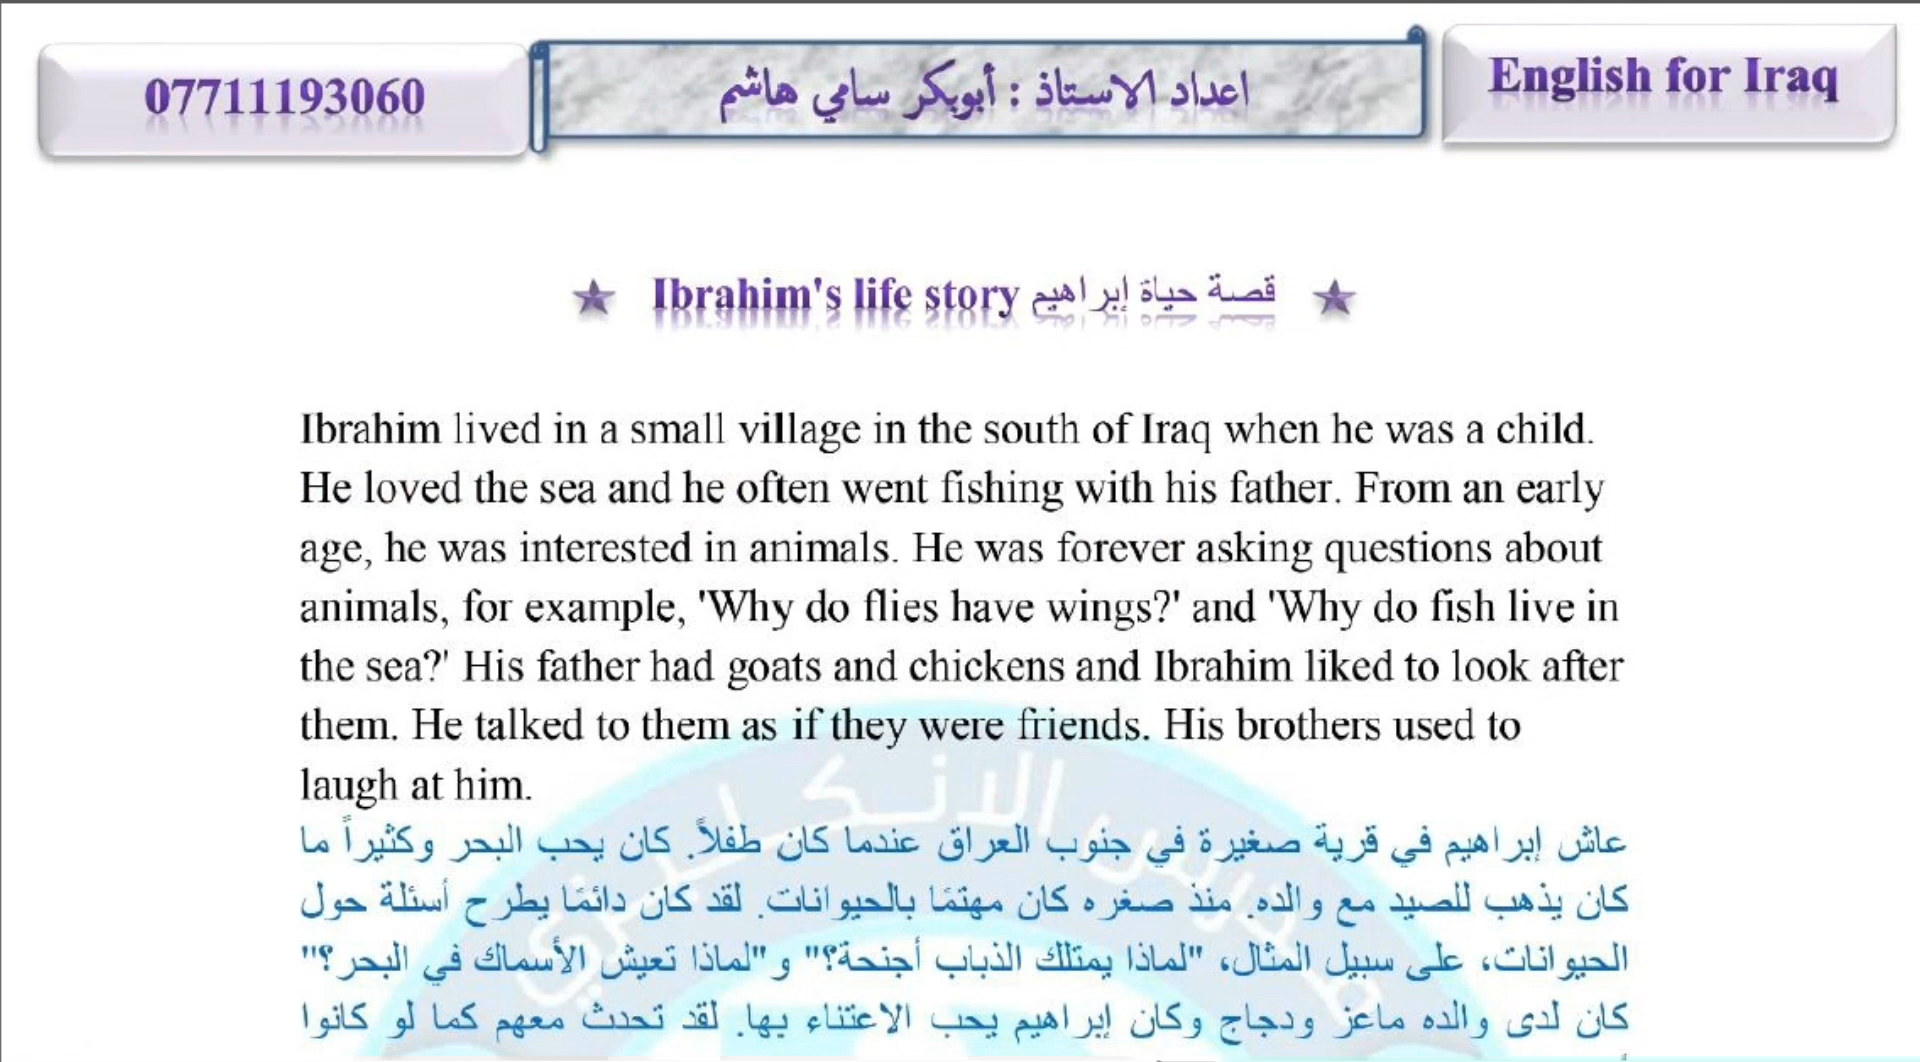 07711193060
اعداد الاستاذ : أبوبكر سامي هاشم
English for Iraq
Ibrahim's life story قصة حياة إبراهيم
Ibrahim lived in a small village in the south of Iraq when he was a child.
He loved the sea and he often went fishing with his father. From an early
age, he was interested in animals. He was forever asking questions about
animals, for example, 'Why do flies have wings?' and 'Why do fish live in
the sea?' His father had goats and chickens and Ibrahim liked to look after
them. He talked to them as if they were friends. His brothers used to
laugh at him.
عاش إبراهيم في قرية صغيرة في جنوب العراق عندما كان طفلاً. كان يحب البحر وكثيراً ما
كان يذهب للصيد مع والده. منذ صغره كان مهتمًا بالحيوانات. لقد كان دائمًا يطرح أسئلة حول
الحيوانات، على سبيل المثال، "لماذا يمتلك الذباب أجنحة؟" و "لماذا تعيش الأسماك في البحر؟"
كان لدى والده ماعز ودجاج وكان إبراهيم يحب الاعتناء بها. لقد تحدث معهم كما لو كانوا